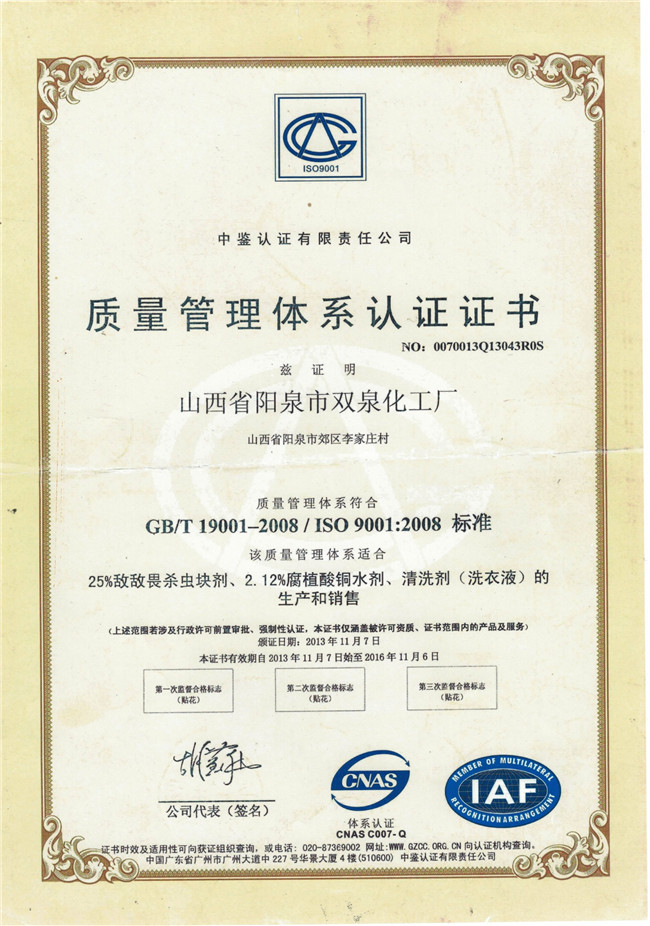 ISO9001
中鉴认证有限责任公司
质量管理体系认证证书
NO：0070013Q13043R0S
兹证明
山西省阳泉市双泉化工厂
山西省阳泉市郊区李家庄村
质量管理体系符合
GB/T 19001–2008 / ISO 9001:2008 标准
该质量管理体系适合
25%敌敌畏杀虫块剂、2.12%腐植酸铜水剂、清洗剂（洗衣液）的
生产和销售
（上述范围若涉及行政许可前置审批、强制性认证，本证书仅涵盖被许可资质、证书范围内的产品及服务）
颁证日期：2013年11月7日
本证书有效期自2013年11月7日始至2016年11月6日
第一次监督合格标志
（贴花）
第二次监督合格标志
（贴花）
第三次监督合格标志
（贴花）
公司代表（签名）
CNAS
体系认证
CNAS C007-Q
MEMBER OF MULTILATERAL
IAF
RECOGNITION ARRANGEMENT
证书时效及适用性可向获证组织查询，或电话：020-87369002 网址:WWW.GZCC.ORG.CN 向认证机构查询。
中国广东省广州市广州大道中227号华景大厦4楼(510600) 中鉴认证有限责任公司